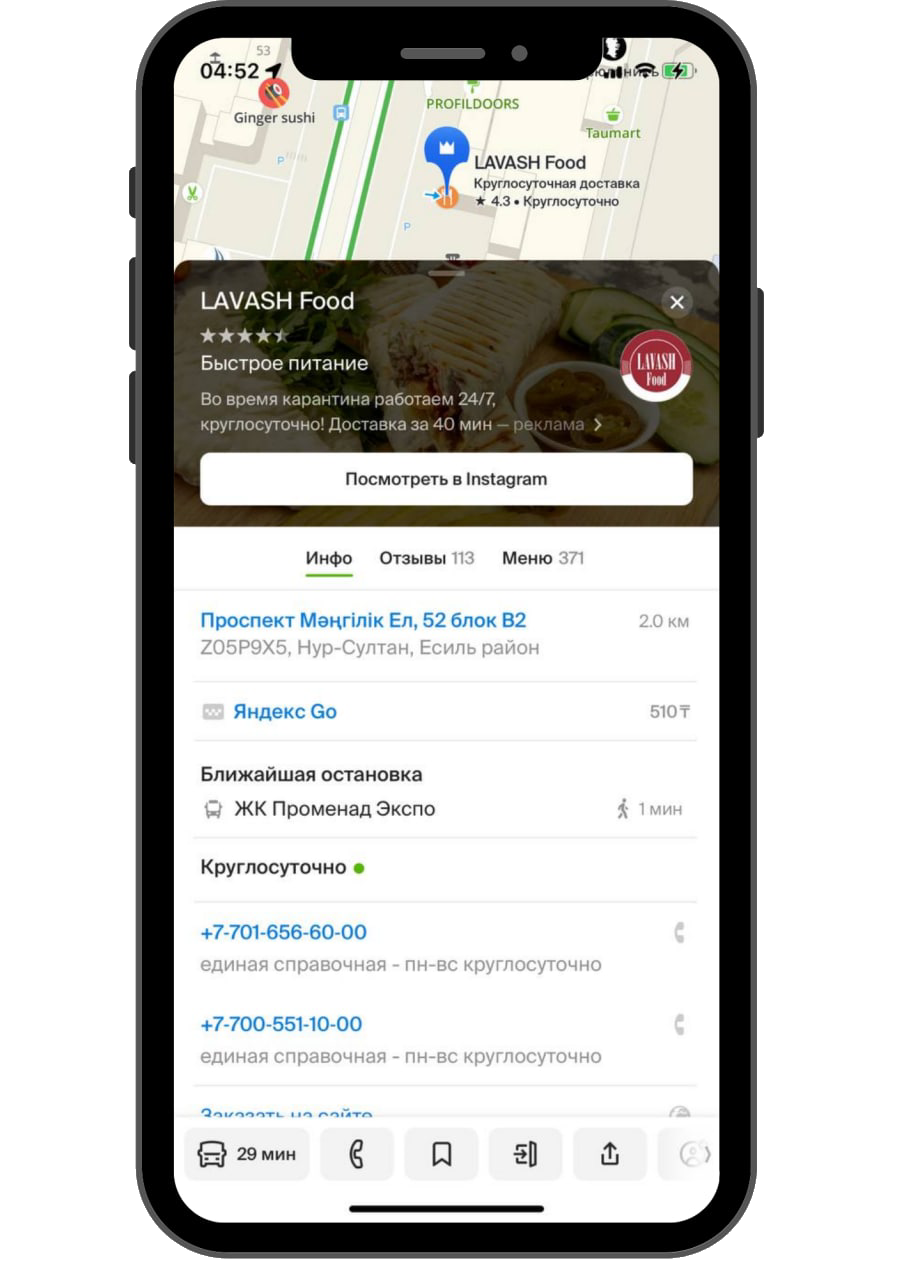 53
04:52
Ginger sushi
PROFILDOORS
Taumart
P
LAVASH Food
Круглосуточная доставка
★ 4.3 • Круглосуточно
P
LAVASH Food
Быстрое питание
LAVASH
Food
Во время карантина работаем 24/7,
круглосуточно! Доставка за 40 мин — реклама
Посмотреть в Instagram
Инфо Отзывы 113 Меню 371
Проспект Мәңгілік Ел, 52 блок B2 2.0 км
Z05P9X5, Нур-Султан, Есиль район
Яндекс Go 510 ₸
Ближайшая остановка
ЖК Променад Экспо 1 мин
Круглосуточно
+7-701-656-60-00
единая справочная - пн-вс круглосуточно
+7-700-551-10-00
единая справочная - пн-вс круглосуточно
Заказать на сайте
29 мин